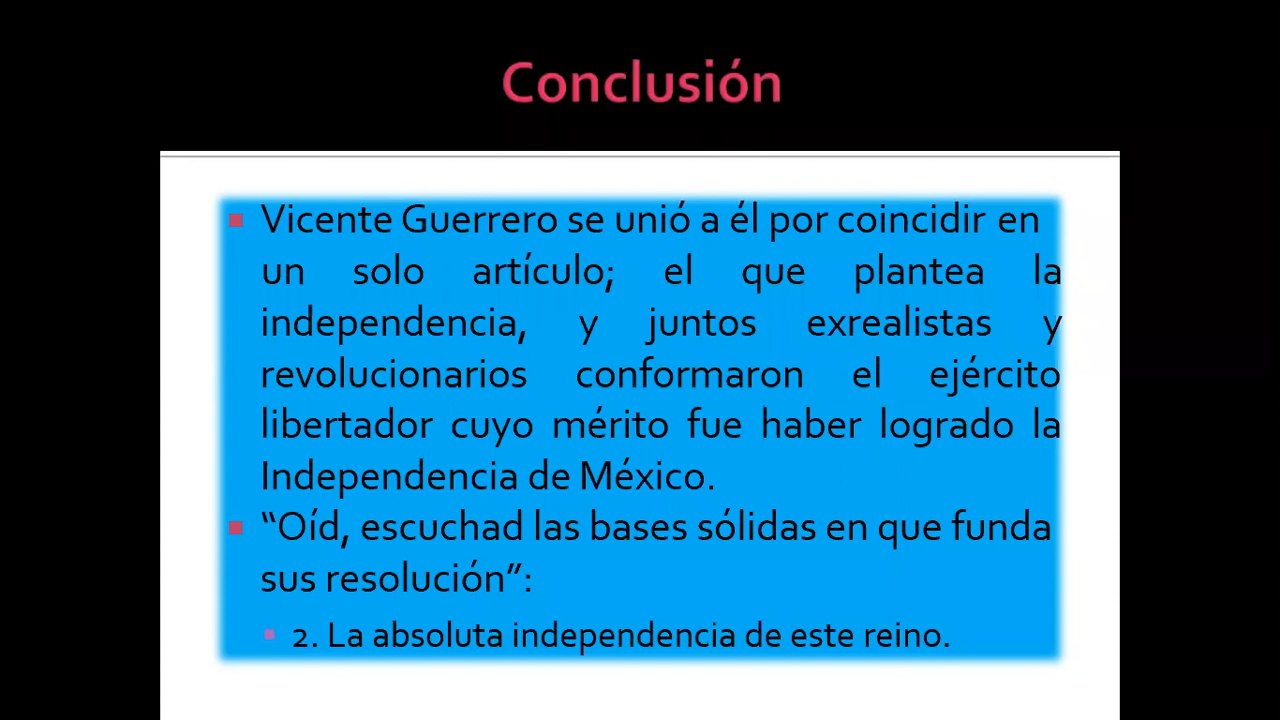 Conclusión
Vicente Guerrero se unió a él por coincidir en
un solo artículo; el que plantea la
independencia, y juntos exrealistas y
revolucionarios conformaron el ejército
libertador cuyo mérito fue haber logrado la
Independencia de México.
“Oíd, escuchad las bases sólidas en que funda
sus resolución”:
2. La absoluta independencia de este reino.